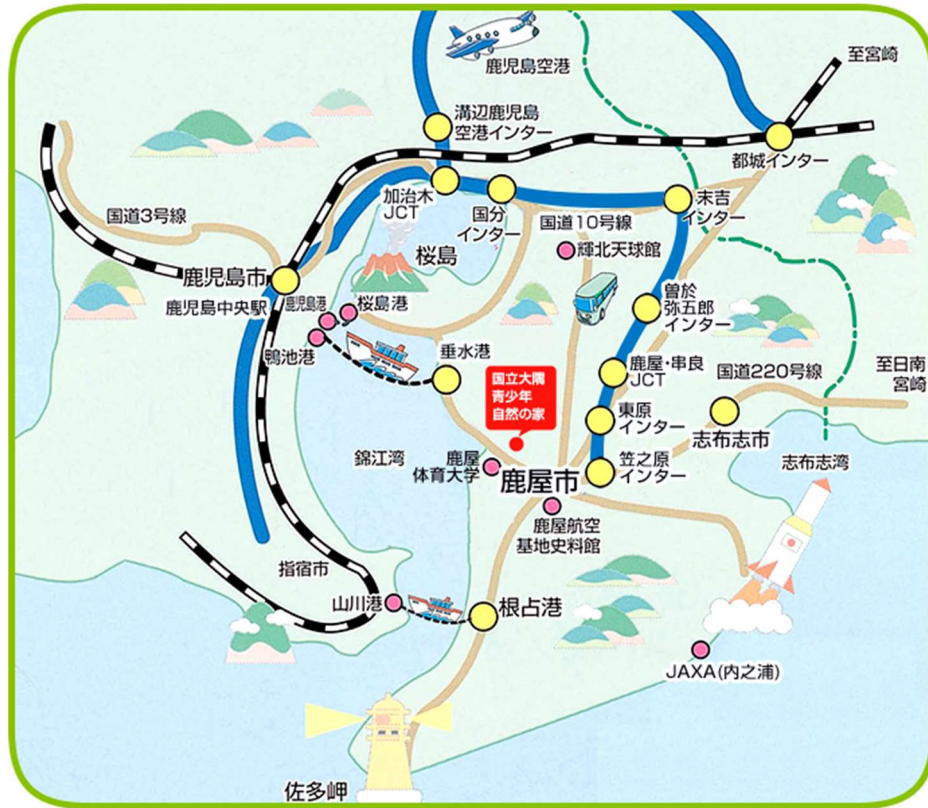 至宮崎
鹿児島空港
溝辺鹿児島
空港インター
都城インター
加治木
JCT
国分
インター
末吉
インター
国道3号線
国道10号線
輝北天球館
桜島
鹿児島市
鹿児島中央駅
鹿児島港
桜島港
曽於
弥五郎
インター
鴨池港
垂水港
国立大隅
青少年
自然の家
鹿屋・串良
JCT
国道220号線
至日南
宮崎
東原
インター
志布志市
錦江湾
鹿屋
体育大学
鹿屋市
笠之原
インター
志布志湾
鹿屋航空
基地史料館
指宿市
山川港
根占港
JAXA(内之浦)
佐多岬